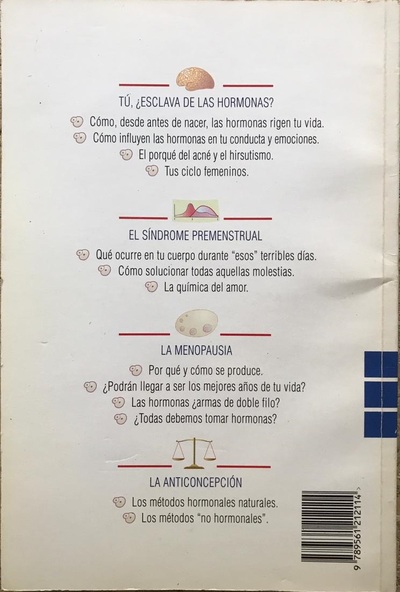 TÚ, ¿ESCLAVA DE LAS HORMONAS?
Cómo, desde antes de nacer, las hormonas rigen tu vida.
Cómo influyen las hormonas en tu conducta y emociones.
El porqué del acné y el hirsutismo.
Tus ciclo femeninos.
EL SÍNDROME PREMENSTRUAL
Qué ocurre en tu cuerpo durante "esos" terribles días.
Cómo solucionar todas aquellas molestias.
La química del amor.
LA MENOPAUSIA
Por qué y cómo se produce.
¿Podrán llegar a ser los mejores años de tu vida?
Las hormonas ¿armas de doble filo?
¿Todas debemos tomar hormonas?
LA ANTICONCEPCIÓN
Los métodos hormonales naturales.
Los métodos "no hormonales".
9 789561 212114 >